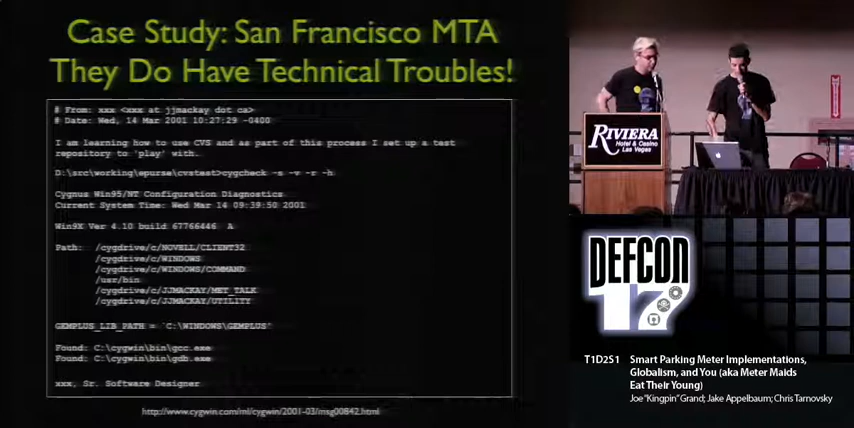 Case Study: San Francisco MTA
They Do Have Technical Troubles!
# From: xxx <xxx at jjmackay dot ca>
# Date: Wed, 14 Mar 2001 10:27:29 -0400
I am learning how to use CVS and as part of this process I set up a test
repository to 'play' with.
D:\src\working\epurse\cvstest>cygcheck -s -v -r -h
Cygnus Win95/NT Configuration Diagnostics
Current System Time: Wed Mar 14 09:39:50 2001
Win9X Ver 4.10 build 67766446 A
Path: /cygdrive/c/NOVELL/CLIENT32
/cygdrive/c/WINDOWS
/cygdrive/c/WINDOWS/COMMAND
/usr/bin
/cygdrive/c/JJMACKAY/MET_TALK
/cygdrive/c/JJMACKAY/UTILITY
GEMPLUS_LIB_PATH = `C:\WINDOWS\GEMPLUS'
Found: C:\cygwin\bin\gcc.exe
Found: C:\cygwin\bin\gdb.exe
xxx, Sr. Software Designer
http://www.cygwin.com/ml/cygwin/2001-03/msg00842.html
RIVIERA
Hotel & Casino
Las Vegas
DEFCON
17
T1D2S1 Smart Parking Meter Implementations,
Globalism, and You (aka Meter Maids
Eat Their Young)
Joe "Kingpin" Grand; Jake Appelbaum; Chris Tarnovsky